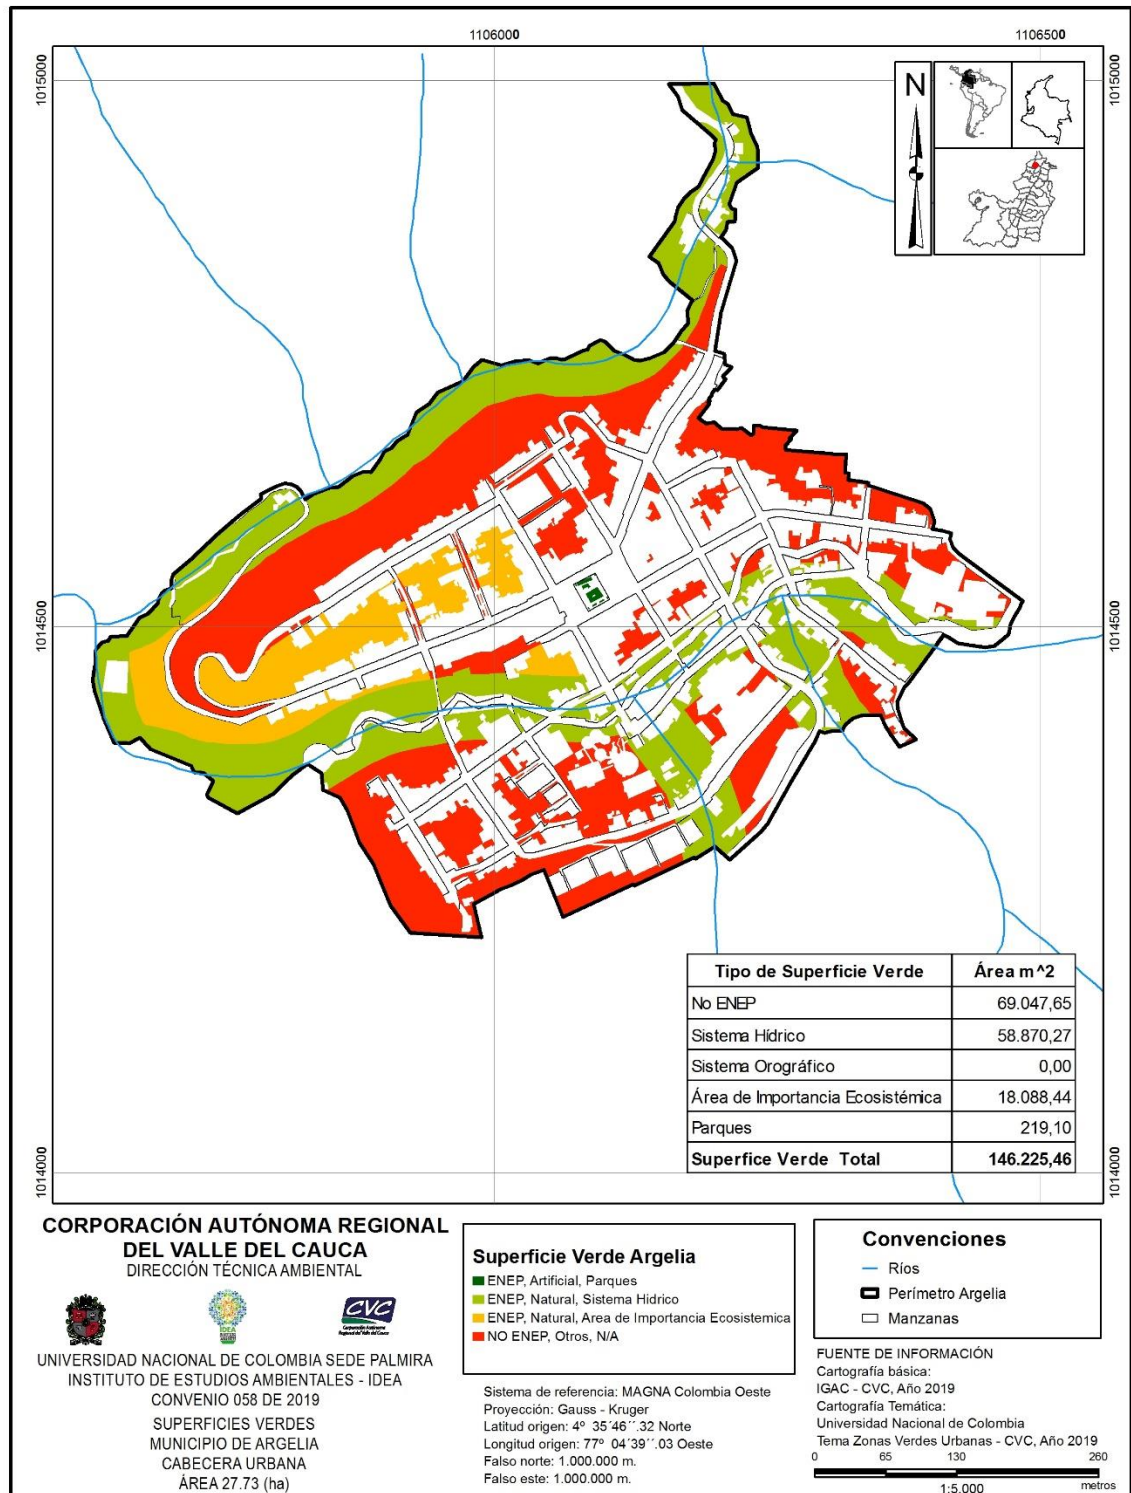 1106000
1106500
1015000
1015000
N
1014500
1014500
Tipo de Superficie Verde Área m^2
No ENEP 69.047,65
Sistema Hídrico 58.870,27
Sistema Orográfico 0,00
Área de Importancia Ecosistémica 18.088,44
Parques 219,10
Superfice Verde Total 146.225,46
1014000
1014000
CORPORACIÓN AUTÓNOMA REGIONAL
DEL VALLE DEL CAUCA
DIRECCIÓN TÉCNICA AMBIENTAL
IDEA
CVC
Corporación Autónoma
Regional del Valle del Cauca
UNIVERSIDAD NACIONAL DE COLOMBIA SEDE PALMIRA
INSTITUTO DE ESTUDIOS AMBIENTALES - IDEA
CONVENIO 058 DE 2019
SUPERFICIES VERDES
MUNICIPIO DE ARGELIA
CABECERA URBANA
ÁREA 27.73 (ha)
Superficie Verde Argelia
ENEP, Artificial, Parques
ENEP, Natural, Sistema Hidrico
ENEP, Natural, Area de Importancia Ecosistemica
NO ENEP, Otros, N/A
Sistema de referencia: MAGNA Colombia Oeste
Proyección: Gauss - Kruger
Latitud origen: 4º 35´46´´.32 Norte
Longitud origen: 77º 04´39´´.03 Oeste
Falso norte: 1.000.000 m.
Falso este: 1.000.000 m.
Convenciones
Ríos
Perímetro Argelia
Manzanas
FUENTE DE INFORMACIÓN
Cartografía básica:
IGAC - CVC, Año 2019
Cartografía Temática:
Universidad Nacional de Colombia
Tema Zonas Verdes Urbanas - CVC, Año 2019
0 65 130 260
metros
1:5.000